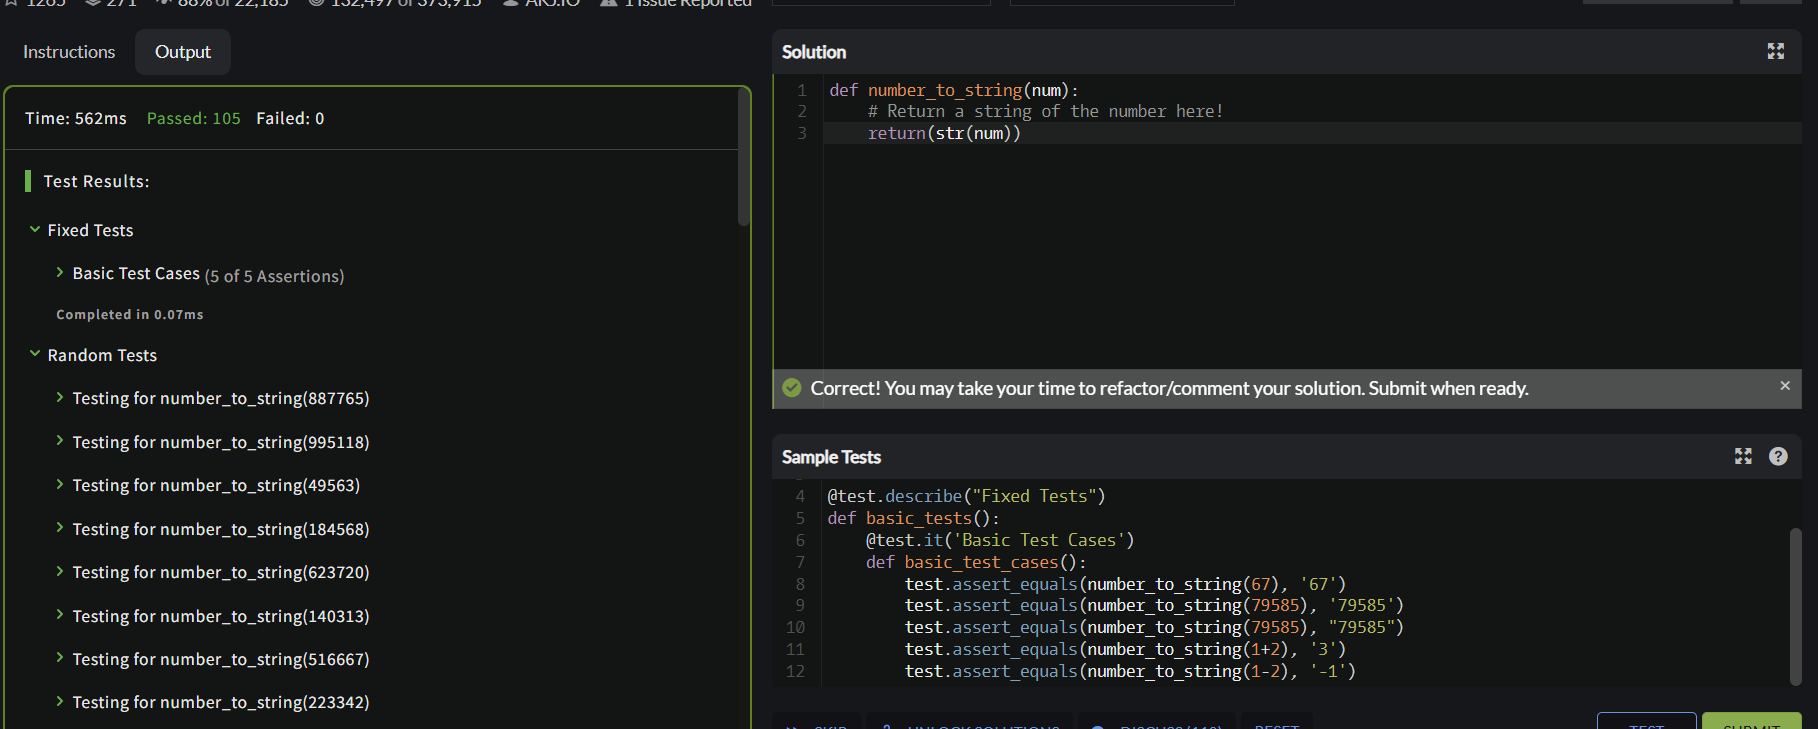 1265 271 88% of 22,185 132,497 of 373,915 AKJ.IO 1 Issue Reported
Instructions
Output
Time: 562ms Passed: 105 Failed: 0
Test Results:
Fixed Tests
Basic Test Cases (5 of 5 Assertions)
Completed in 0.07ms
Random Tests
Testing for number_to_string(887765)
Testing for number_to_string(995118)
Testing for number_to_string(49563)
Testing for number_to_string(184568)
Testing for number_to_string(623720)
Testing for number_to_string(140313)
Testing for number_to_string(516667)
Testing for number_to_string(223342)
Solution
1 def number_to_string(num):
2 # Return a string of the number here!
3 return(str(num))
Correct! You may take your time to refactor/comment your solution. Submit when ready.
Sample Tests
4 @test.describe("Fixed Tests")
5 def basic_tests():
6 @test.it('Basic Test Cases')
7 def basic_test_cases():
8 test.assert_equals(number_to_string(67), '67')
9 test.assert_equals(number_to_string(79585), '79585')
10 test.assert_equals(number_to_string(79585), "79585")
11 test.assert_equals(number_to_string(1+2), '3')
12 test.assert_equals(number_to_string(1-2), '-1')
SKIP UNLOCK SOLUTIONS DISCUSS RESET TEST SUBMIT